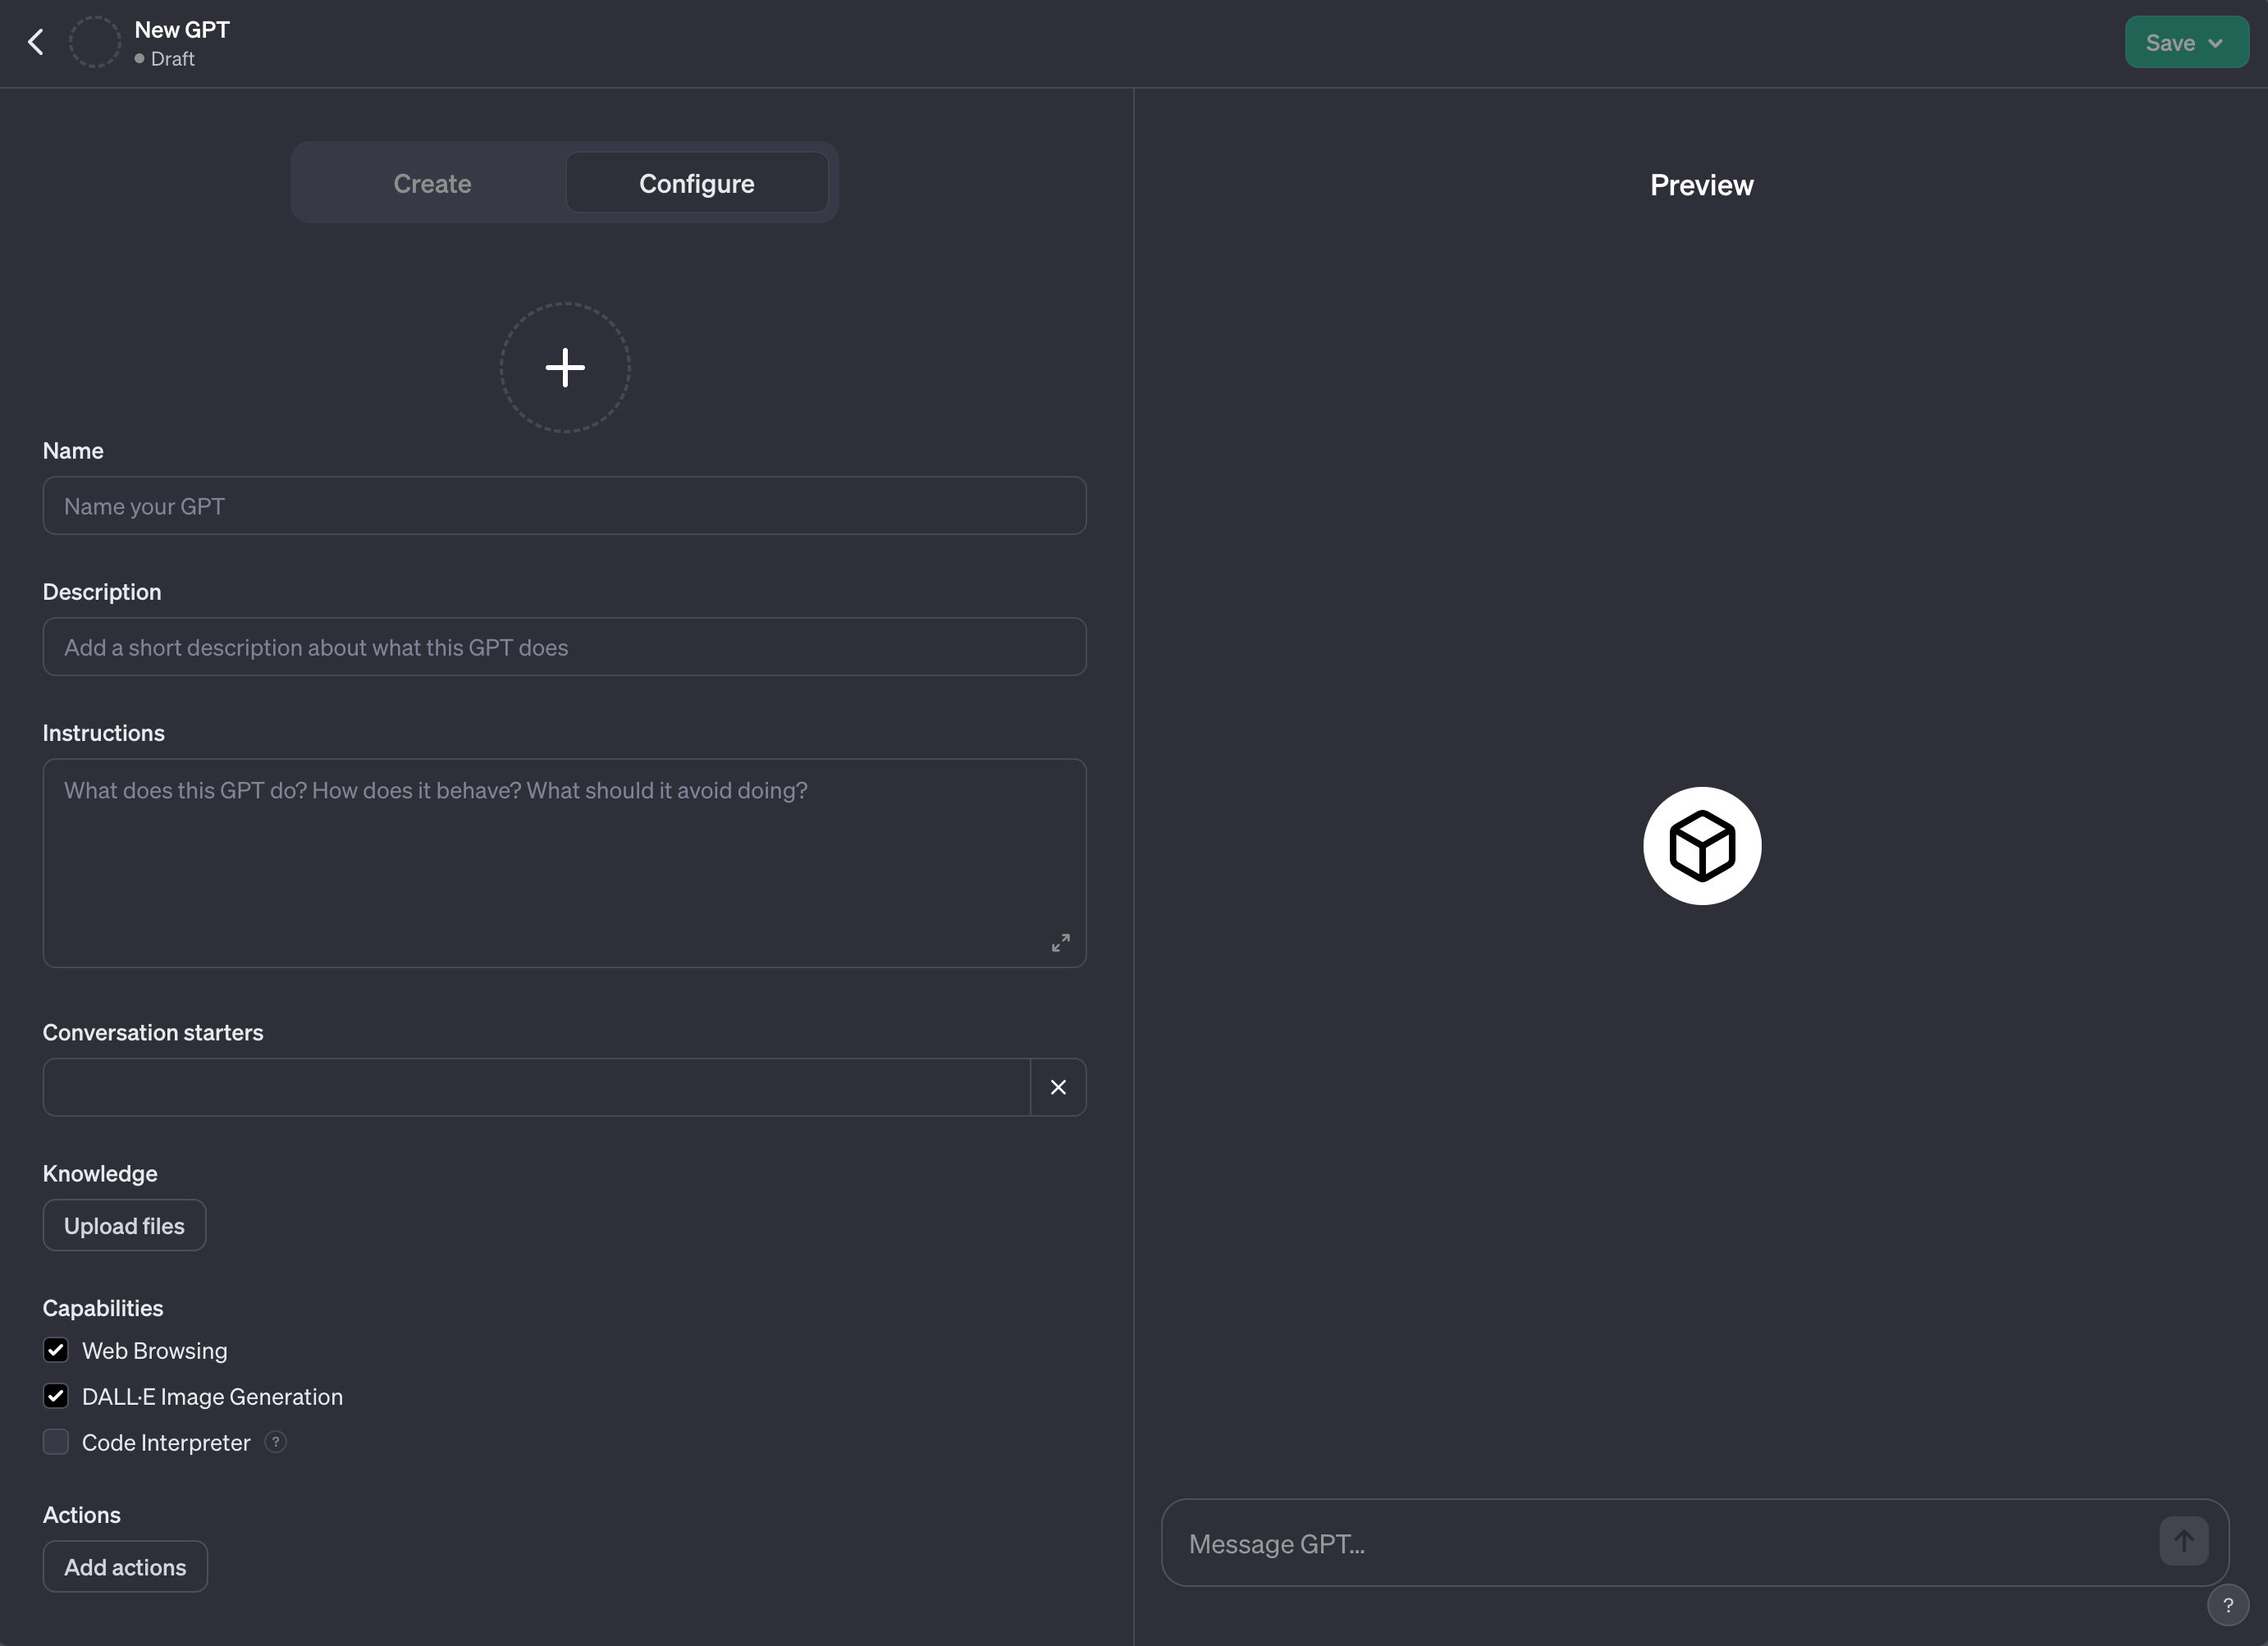 New GPT
Draft
Save
Create
Configure
Preview
Name
Name your GPT
Description
Add a short description about what this GPT does
Instructions
What does this GPT do? How does it behave? What should it avoid doing?
Conversation starters
Knowledge
Upload files
Capabilities
Web Browsing
DALL·E Image Generation
Code Interpreter ?
Actions
Add actions
Message GPT…
?